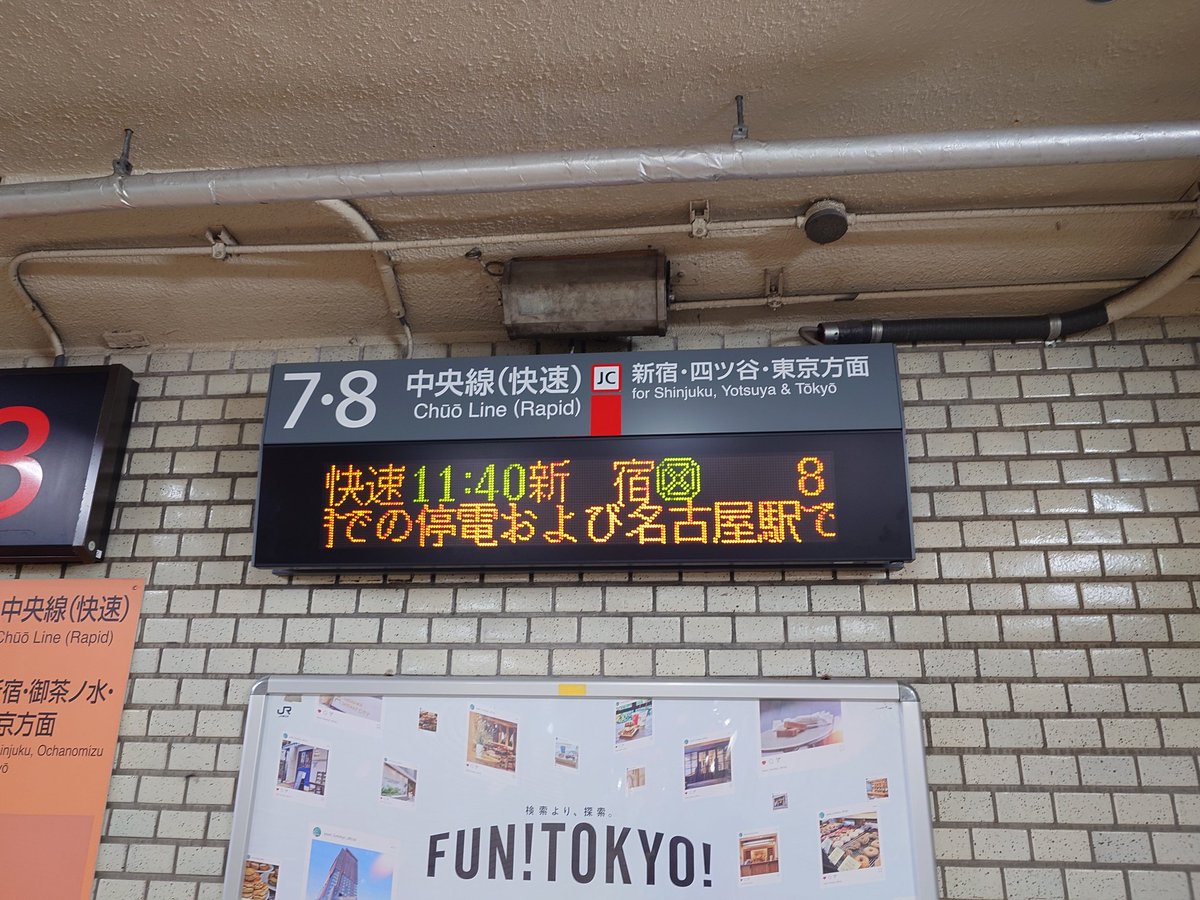 7・8
中央線(快速)
Chūō Line (Rapid)
JC
新宿・四ツ谷・東京方面
for Shinjuku, Yotsuya & Tōkyō
快速 11:40 新 宿 8
での停電および名古屋駅で
中央線(快速)
Chūō Line (Rapid)
宿・御茶ノ水・
京方面
Ochanomizu
JR
検索より、探索。
FUN!TOKYO!